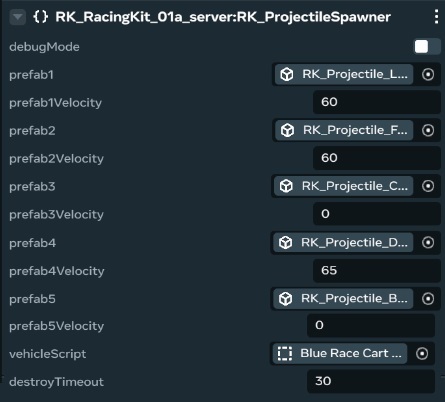 {} RK_RacingKit_01a_server:RK_ProjectileSpawner
debugMode
prefab1 RK_Projectile_L...
prefab1Velocity 60
prefab2 RK_Projectile_F...
prefab2Velocity 60
prefab3 RK_Projectile_C...
prefab3Velocity 0
prefab4 RK_Projectile_D...
prefab4Velocity 65
prefab5 RK_Projectile_B...
prefab5Velocity 0
vehicleScript Blue Race Cart ...
destroyTimeout 30